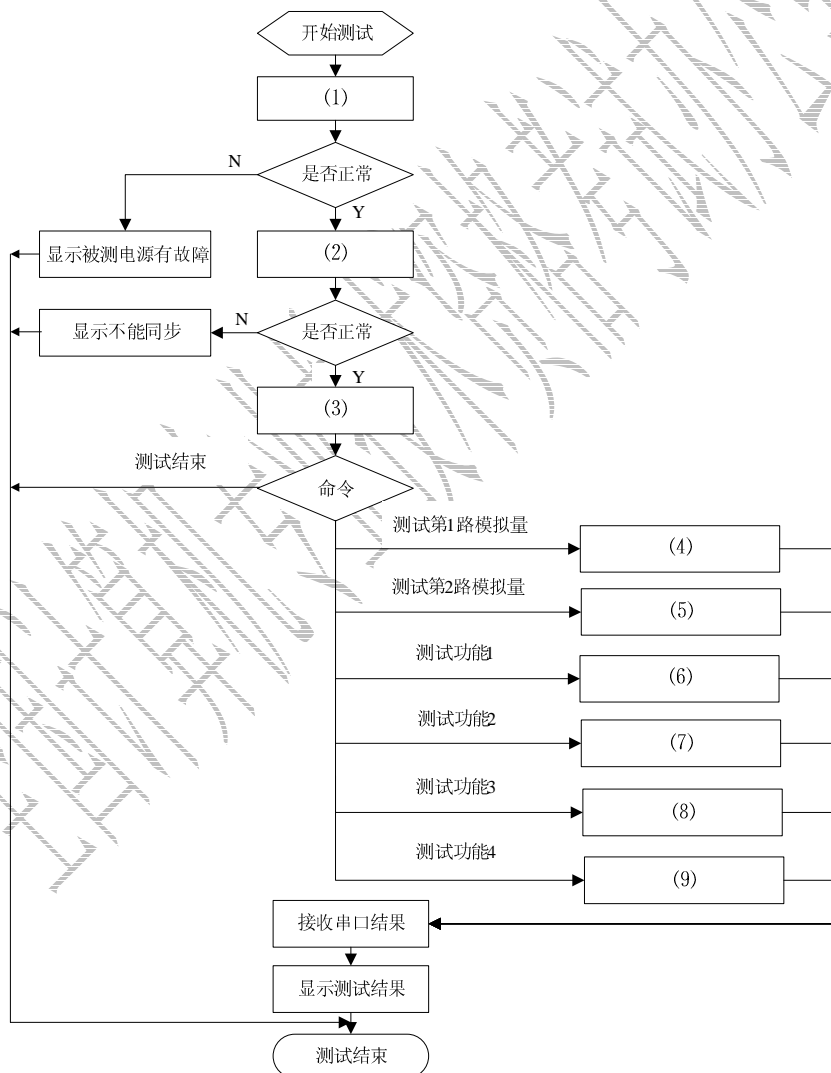 开始测试
(1)
是否正常
N
Y
显示被测电源有故障
(2)
显示不能同步
N
是否正常
Y
(3)
测试结束
命令
测试第1路模拟量
(4)
测试第2路模拟量
(5)
测试功能1
(6)
测试功能2
(7)
测试功能3
(8)
测试功能4
(9)
接收串口结果
显示测试结果
测试结束